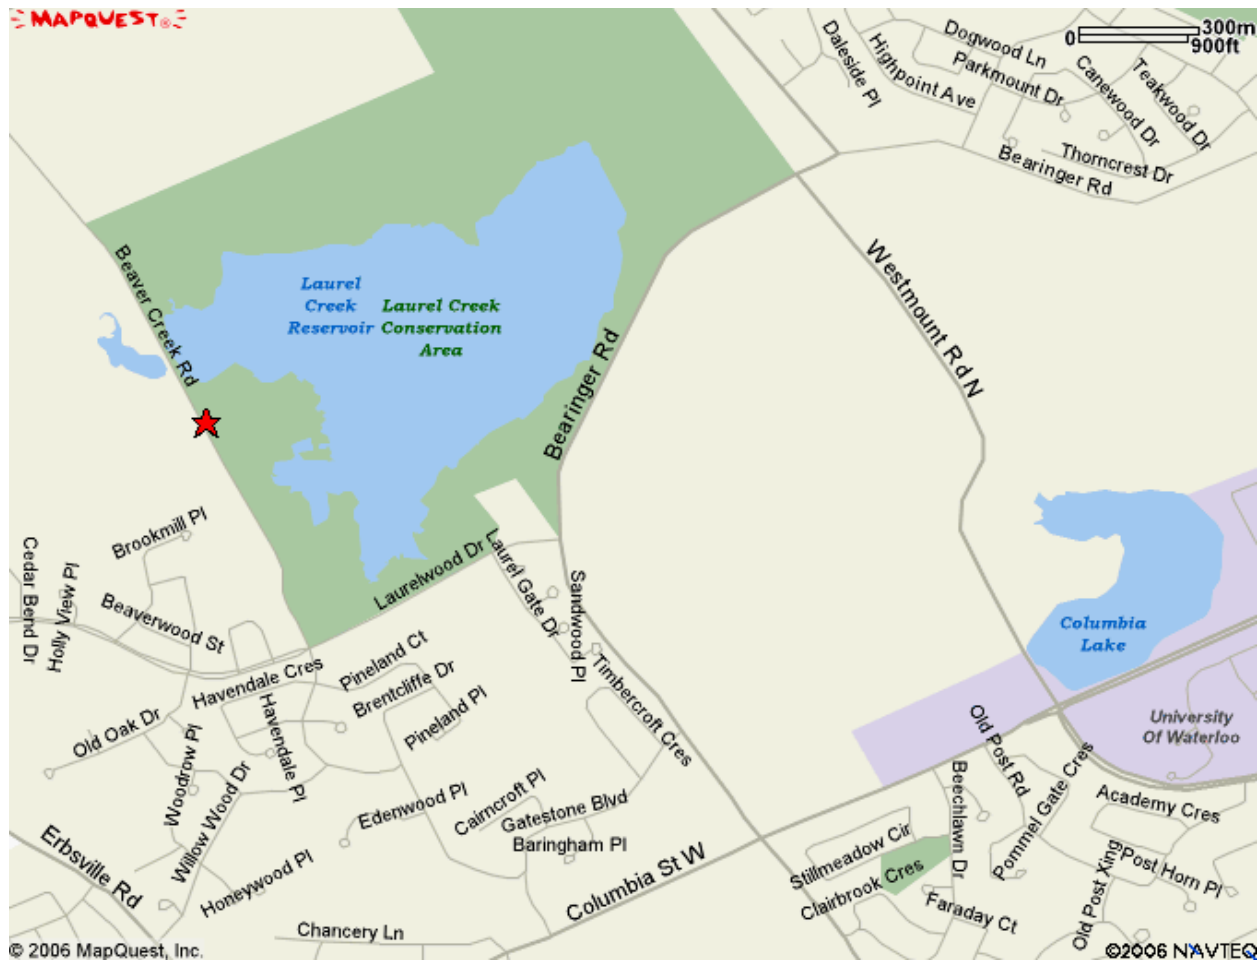 MAPQUEST
300m
0
900ft
Dogwood Ln
Daleside Pl
Highpoint Ave
Parkmount Dr
Canewood Dr
Teakwood Dr
Thorncrest Dr
Bearinger Rd
Beaver Creek Rd
Laurel
Creek
Reservoir
Laurel Creek
Conservation
Area
Bearinger Rd
Westmount Rd N
Brookmill Pl
Cedar Bend Dr
Holly View Pl
Beaverwood St
Laurelwood Dr
Laurel Gate Dr
Sandwood Pl
Timbercroft Cres
Columbia
Lake
University
Of Waterloo
Havendale Cres
Pineland Ct
Brentcliffe Dr
Pineland Pl
Old Oak Dr
Woodrow Pl
Havendale Pl
Willow Wood Dr
Edenwood Pl
Cairncroft Pl
Gatestone Blvd
Baringham Pl
Erbsville Rd
Honeywood Pl
Columbia St W
Chancery Ln
Old Post Rd
Pommel Gate Cres
Beechlawn Dr
Stillmeadow Cir
Clairbrook Cres
Faraday Ct
Academy Cres
Post Horn Pl
Old Post Xing
© 2006 MapQuest, Inc.
©2006 NAVTEQ